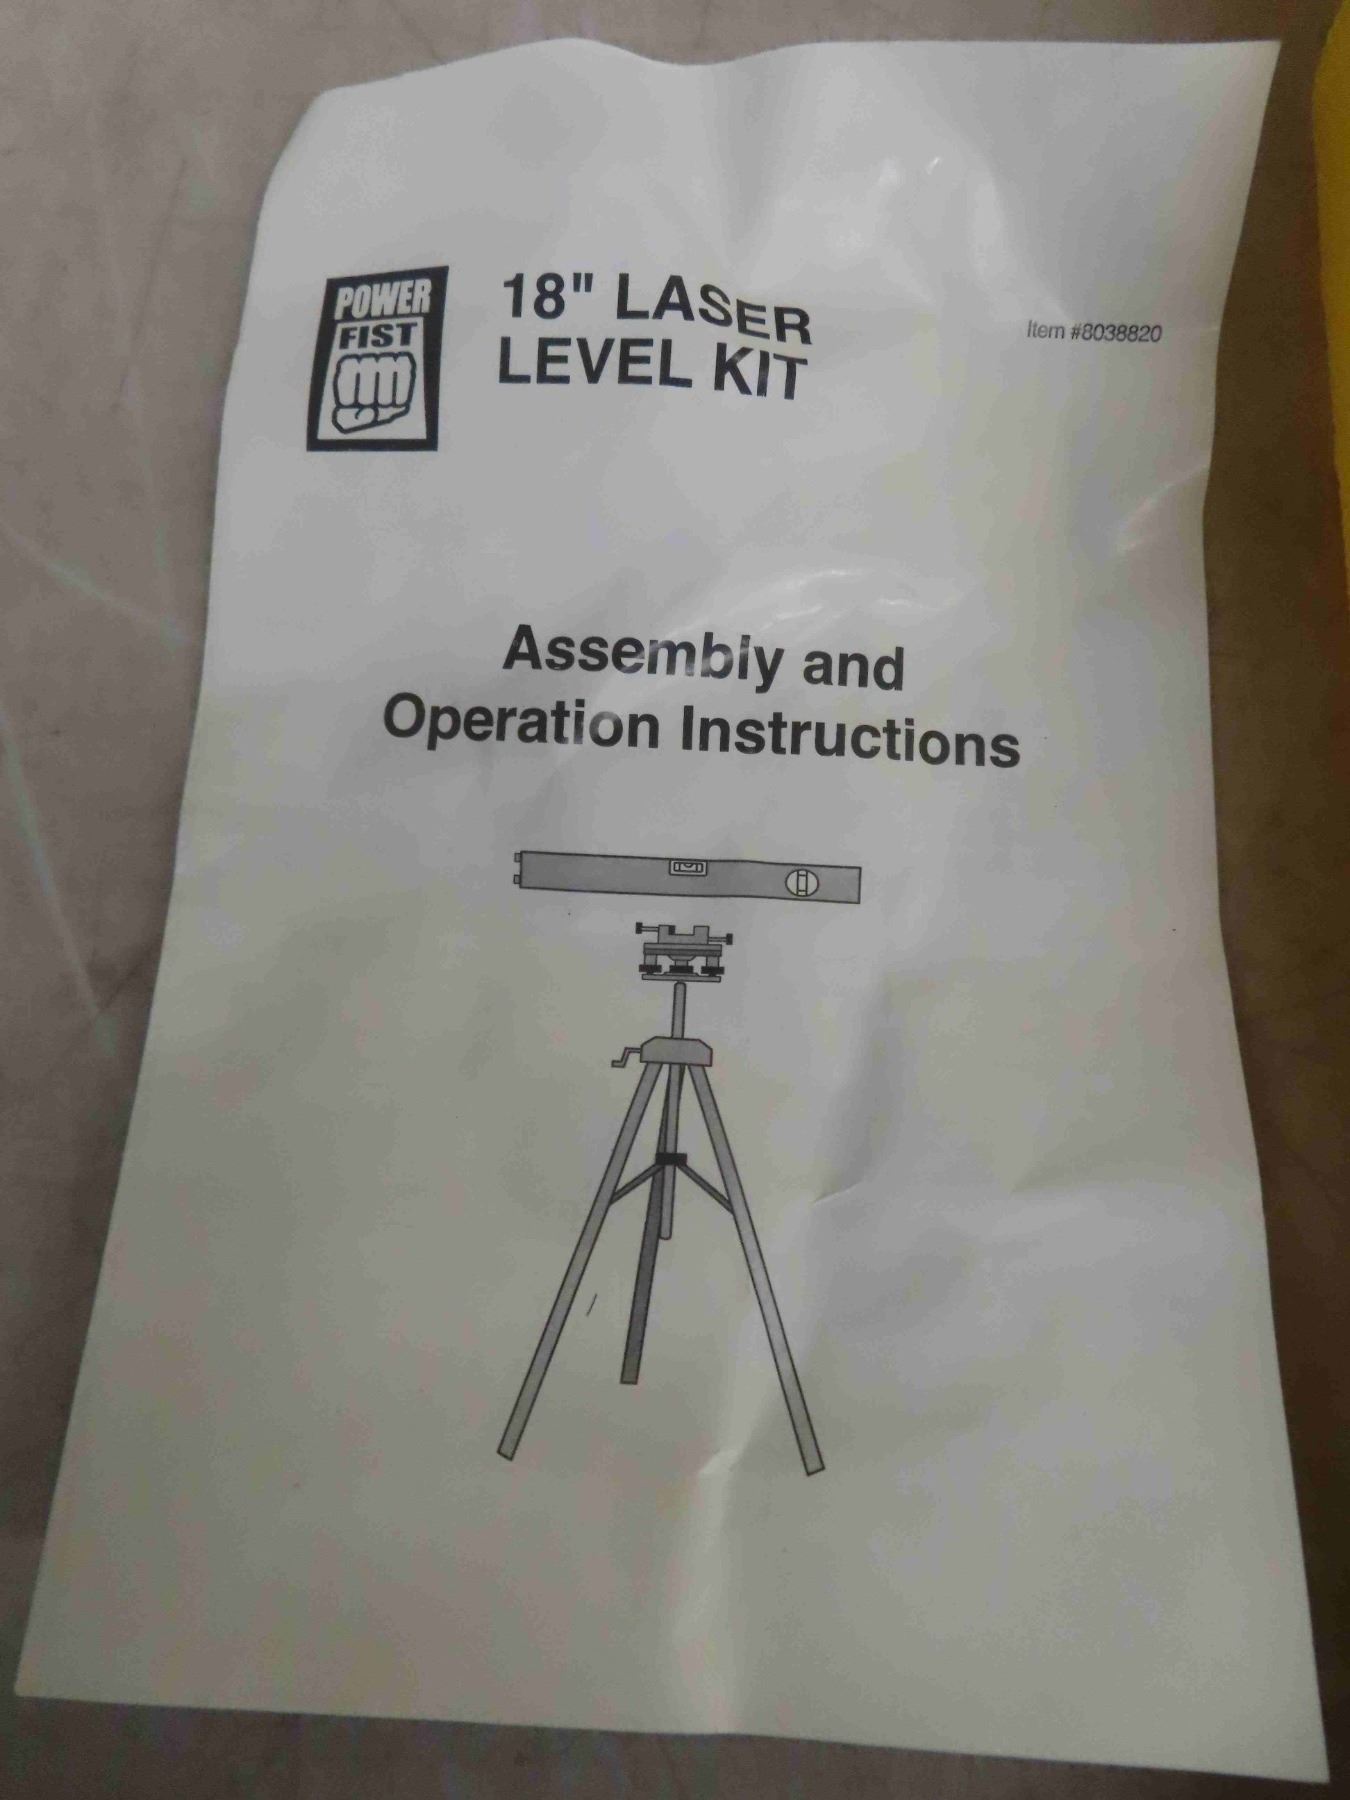 POWER
FIST
18" LASER
LEVEL KIT
Item #8038820
Assembly and
Operation Instructions